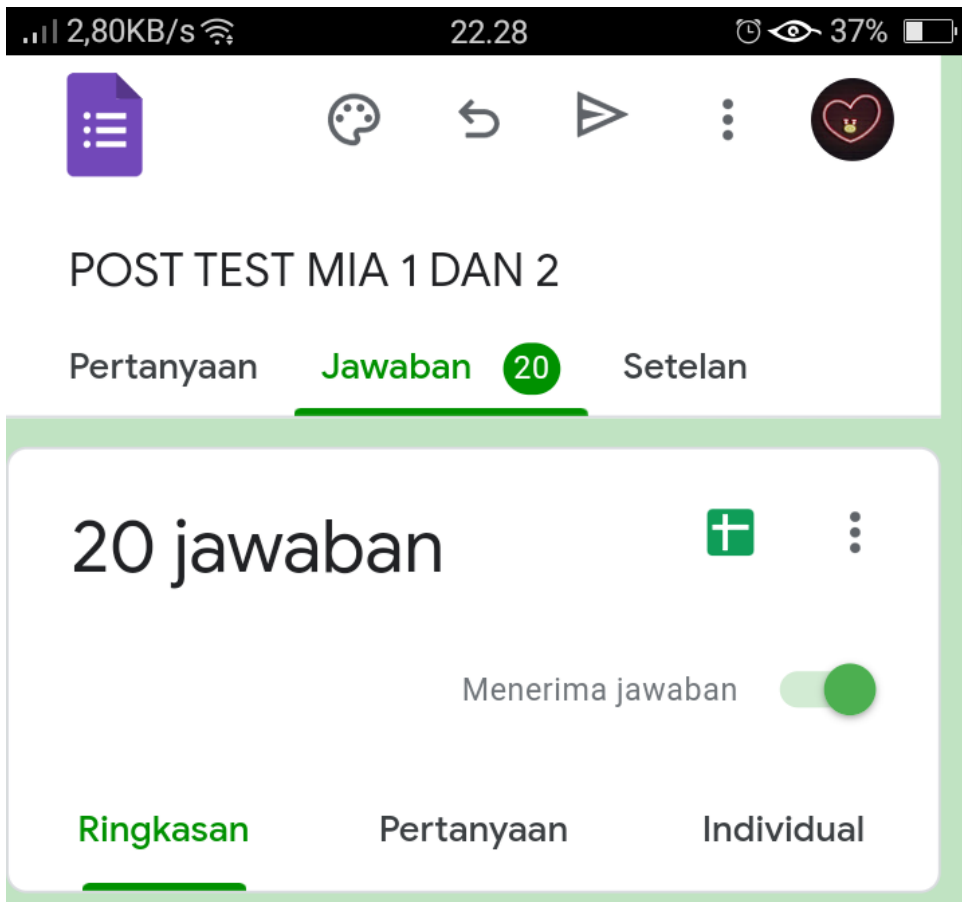 2,80KB/s 22.28 37%
POST TEST MIA 1 DAN 2
Pertanyaan Jawaban 20 Setelan
20 jawaban
Menerima jawaban
Ringkasan Pertanyaan Individual